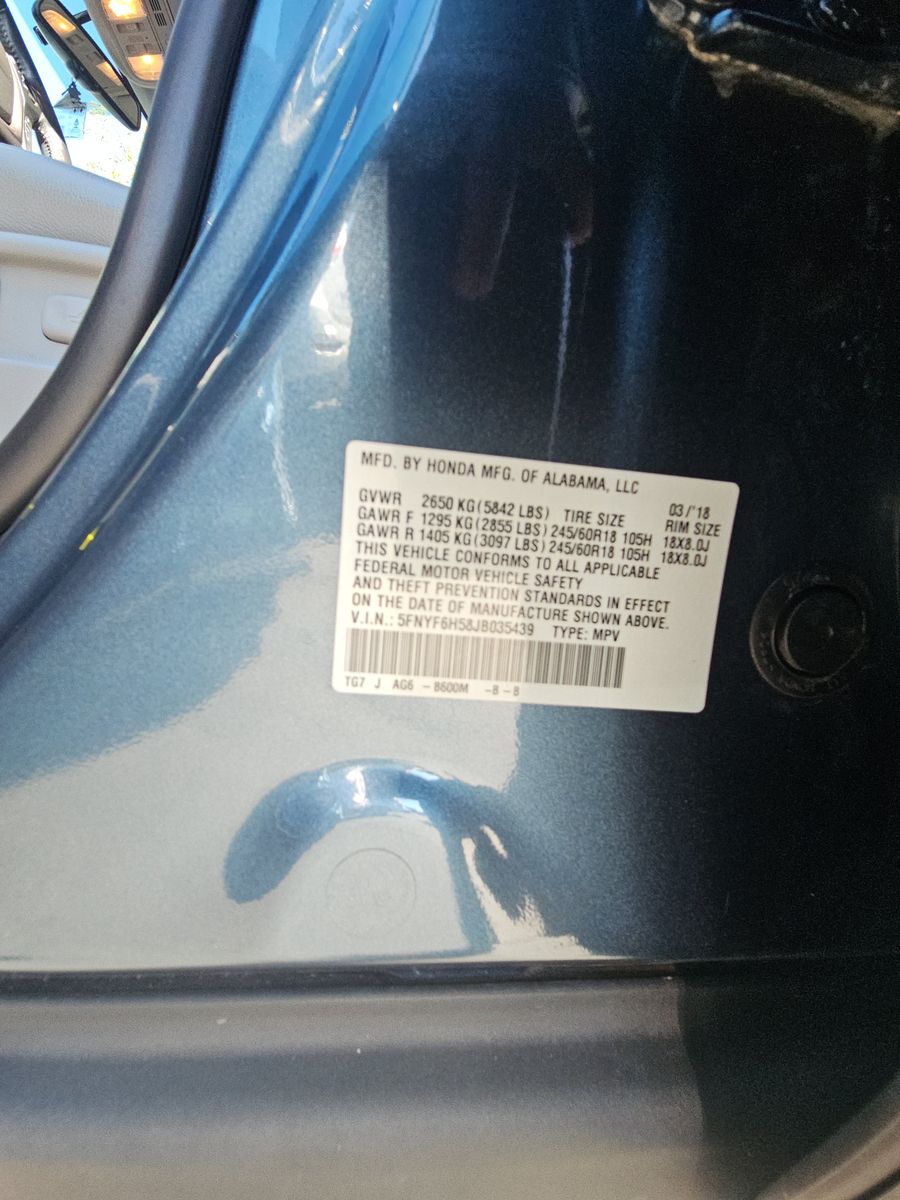 MFD. BY HONDA MFG. OF ALABAMA, LLC
03/'18
GVWR 2650 KG (5842 LBS) TIRE SIZE RIM SIZE
GAWR F 1295 KG (2855 LBS) 245/60R18 105H 18X8.0J
GAWR R 1405 KG (3097 LBS) 245/60R18 105H 18X8.0J
THIS VEHICLE CONFORMS TO ALL APPLICABLE
FEDERAL MOTOR VEHICLE SAFETY
AND THEFT PREVENTION STANDARDS IN EFFECT
ON THE DATE OF MANUFACTURE SHOWN ABOVE.
V.I.N.: 5FNYF6H58JB035439 TYPE: MPV
TG7 J AG6 - B600M -B - B